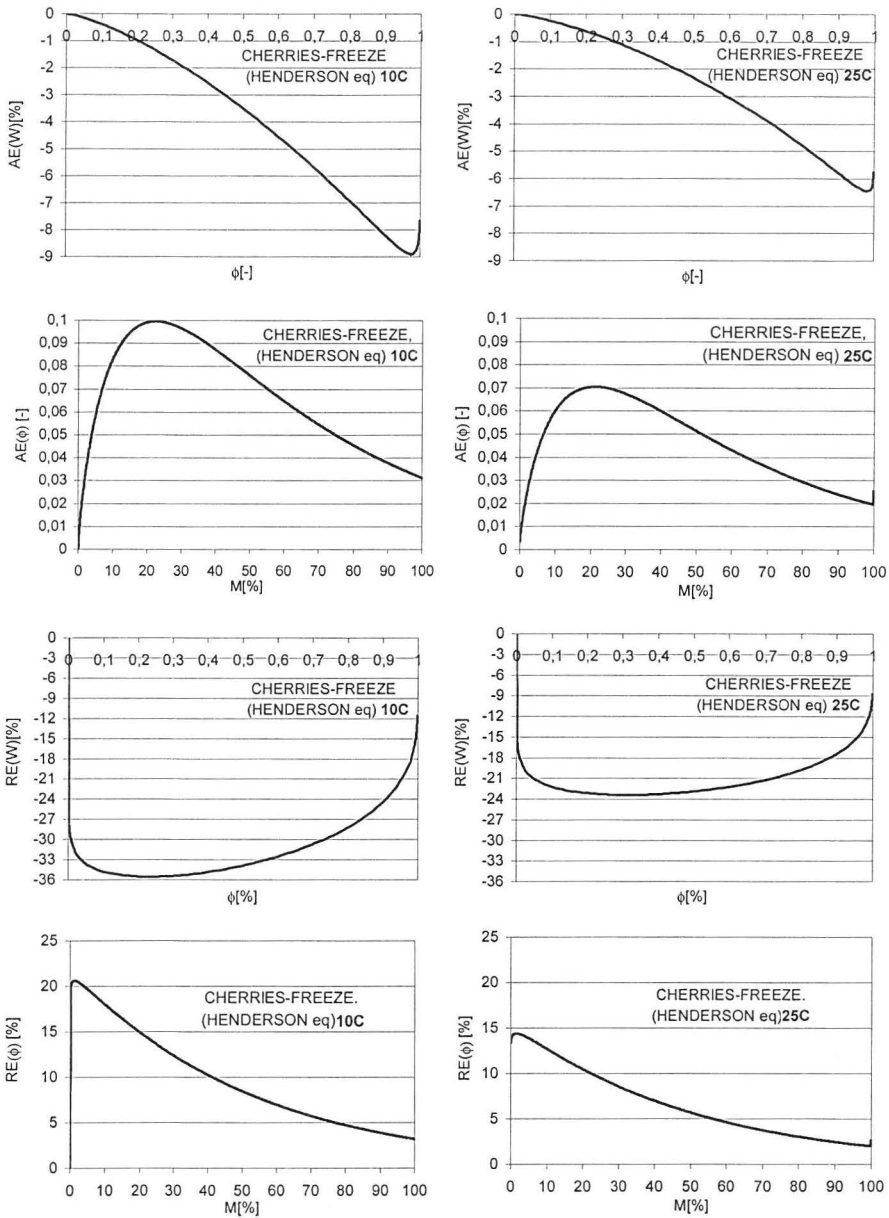 0 0,1 0,2 0,3 0,4 0,5 0,6 0,7 0,8 0,9 1
CHERRIES-FREEZE
(HENDERSON eq) 10C
0
-1
-2
-3
-4
-5
-6
-7
-8
-9
AE(W)[%]
ϕ[-]
0 0,1 0,2 0,3 0,4 0,5 0,6 0,7 0,8 0,9 1
CHERRIES-FREEZE
(HENDERSON eq) 25C
0
-1
-2
-3
-4
-5
-6
-7
-8
-9
AE(W)[%]
ϕ[-]
CHERRIES-FREEZE,
(HENDERSON eq) 10C
0,1
0,09
0,08
0,07
0,06
0,05
0,04
0,03
0,02
0,01
0
AE(ϕ) [-]
0 10 20 30 40 50 60 70 80 90 100
M[%]
CHERRIES-FREEZE,
(HENDERSON eq) 25C
0,1
0,09
0,08
0,07
0,06
0,05
0,04
0,03
0,02
0,01
0
AE(ϕ) [-]
0 10 20 30 40 50 60 70 80 90 100
M[%]
0 0,1 0,2 0,3 0,4 0,5 0,6 0,7 0,8 0,9 1
CHERRIES-FREEZE
(HENDERSON eq) 10C
0
-3
-6
-9
-12
-15
-18
-21
-24
-27
-30
-33
-36
RE(W)[%]
ϕ[%]
0 0,1 0,2 0,3 0,4 0,5 0,6 0,7 0,8 0,9 1
CHERRIES-FREEZE
(HENDERSON eq) 25C
0
-3
-6
-9
-12
-15
-18
-21
-24
-27
-30
-33
-36
RE(W)[%]
ϕ[%]
CHERRIES-FREEZE.
(HENDERSON eq)10C
25
20
15
10
5
0
RE(ϕ) [%]
0 10 20 30 40 50 60 70 80 90 100
M[%]
CHERRIES-FREEZE.
(HENDERSON eq)25C
25
20
15
10
5
0
RE(ϕ) [%]
0 10 20 30 40 50 60 70 80 90 100
M[%]